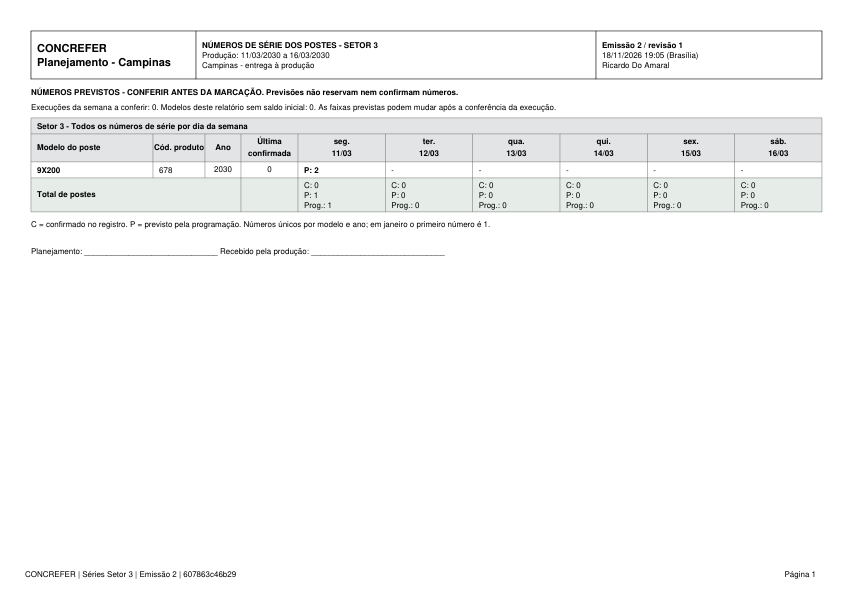 CONCREFER
Planejamento - Campinas
NÚMEROS DE SÉRIE DOS POSTES - SETOR 3
Produção: 11/03/2030 a 16/03/2030
Campinas - entrega à produção
Emissão 2 / revisão 1
18/11/2026 19:05 (Brasília)
Ricardo Do Amaral
NÚMEROS PREVISTOS - CONFERIR ANTES DA MARCAÇÃO. Previsões não reservam nem confirmam números.
Execuções da semana a conferir: 0. Modelos deste relatório sem saldo inicial: 0. As faixas previstas podem mudar após a conferência da execução.
Setor 3 - Todos os números de série por dia da semana
Modelo do poste Cód. produto Ano Última confirmada seg. 11/03 ter. 12/03 qua. 13/03 qui. 14/03 sex. 15/03 sáb. 16/03
9X200 678 2030 0 P: 2 - - - - -
Total de postes
C: 0 C: 0 C: 0 C: 0 C: 0 C: 0
P: 1 P: 0 P: 0 P: 0 P: 0 P: 0
Prog.: 1 Prog.: 0 Prog.: 0 Prog.: 0 Prog.: 0 Prog.: 0
C = confirmado no registro. P = previsto pela programação. Números únicos por modelo e ano; em janeiro o primeiro número é 1.
Planejamento: ______________________________ Recebido pela produção: ______________________________
CONCREFER | Séries Setor 3 | Emissão 2 | 607863c46b29
Página 1